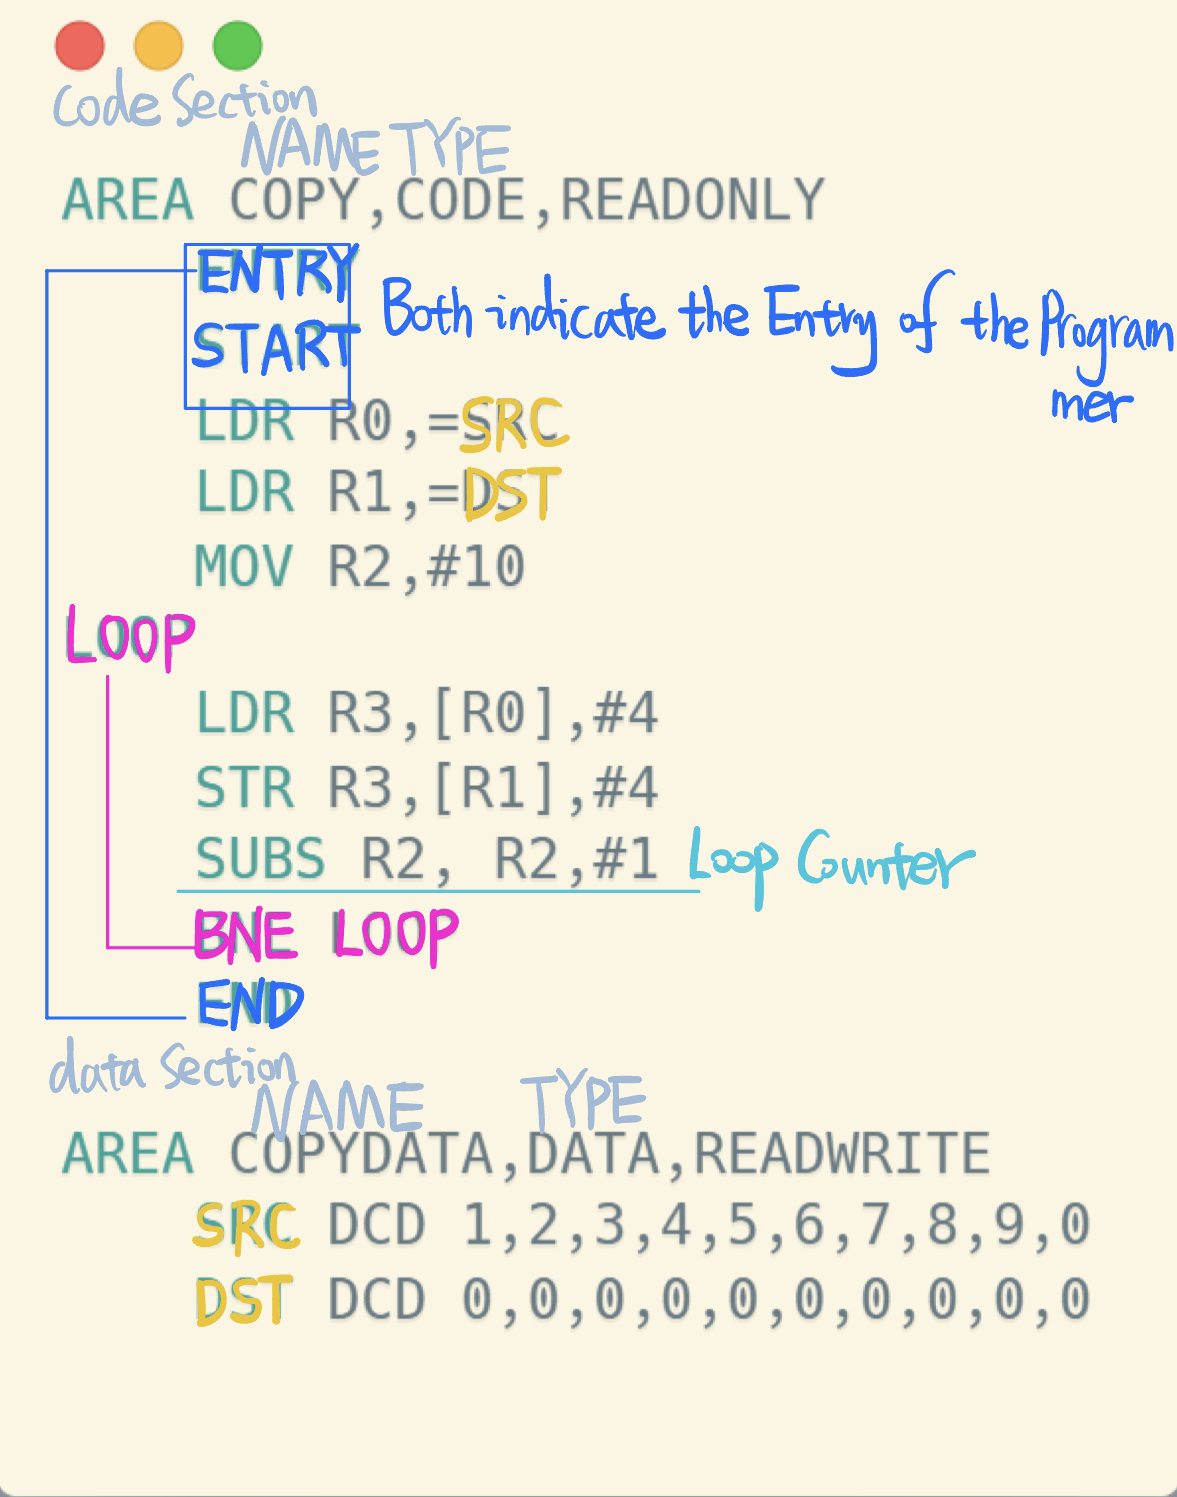 Code Section
NAME TYPE
AREA COPY,CODE,READONLY
ENTRY
START
Both indicate the Entry of the Program
mer
LDR R0,=SRC
LDR R1,=DST
MOV R2,#10
LOOP
LDR R3,[R0],#4
STR R3,[R1],#4
SUBS R2, R2,#1 Loop Counter
BNE LOOP
END
data Section
NAME TYPE
AREA COPYDATA,DATA,READWRITE
SRC DCD 1,2,3,4,5,6,7,8,9,0
DST DCD 0,0,0,0,0,0,0,0,0,0